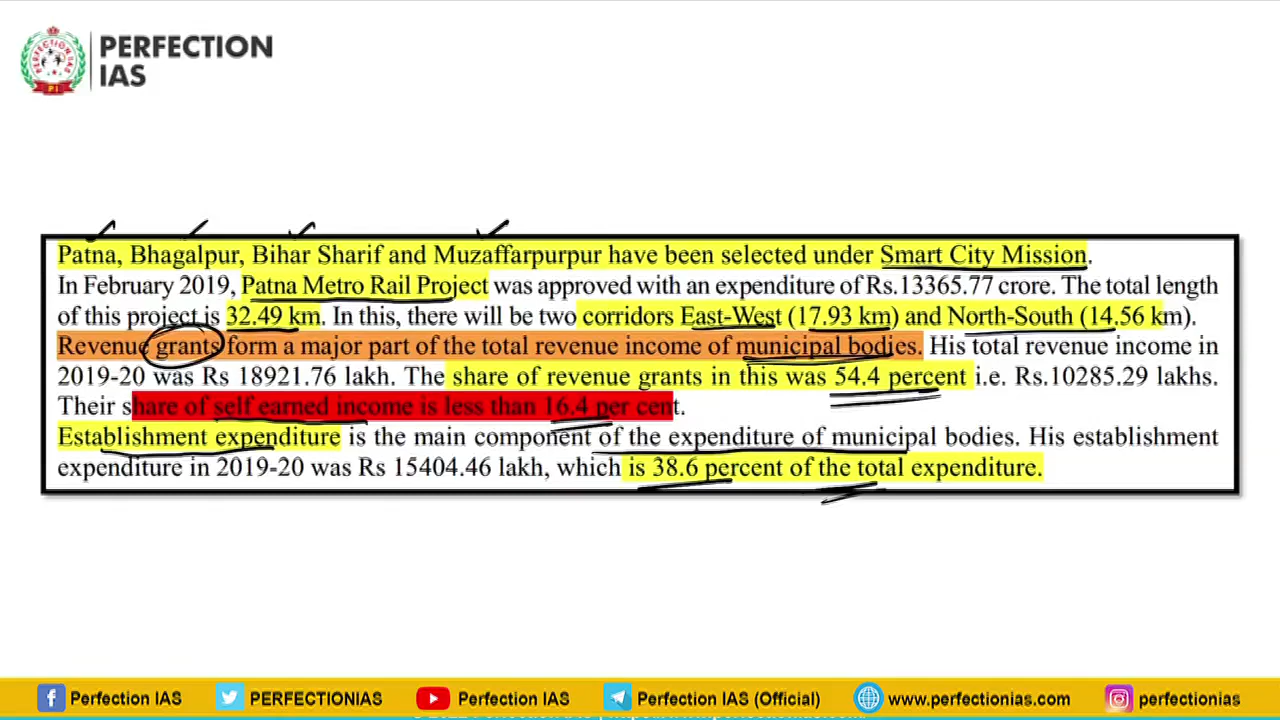 PERFECTION
IAS
PERFECTION IAS
PI
Patna, Bhagalpur, Bihar Sharif and Muzaffarpurpur have been selected under Smart City Mission.
In February 2019, Patna Metro Rail Project was approved with an expenditure of Rs.13365.77 crore. The total length
of this project is 32.49 km. In this, there will be two corridors East-West (17.93 km) and North-South (14.56 km).
Revenue grants form a major part of the total revenue income of municipal bodies. His total revenue income in
2019-20 was Rs 18921.76 lakh. The share of revenue grants in this was 54.4 percent i.e. Rs.10285.29 lakhs.
Their share of self earned income is less than 16.4 per cent.
Establishment expenditure is the main component of the expenditure of municipal bodies. His establishment
expenditure in 2019-20 was Rs 15404.46 lakh, which is 38.6 percent of the total expenditure.
Perfection IAS PERFECTIONIAS Perfection IAS Perfection IAS (Official) www.perfectionias.com perfectionias